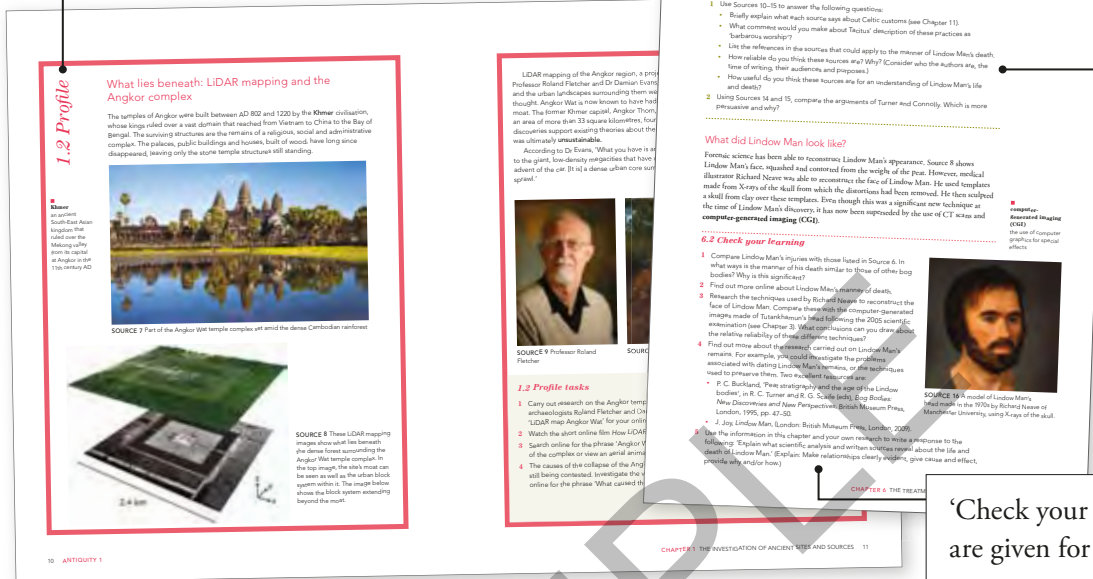 1.2 Profile
What lies beneath: LiDAR mapping and the
Angkor complex
The temples of Angkor were built between AD 802 and 1220 by the Khmer civilisation,
whose kings ruled over a vast domain that reached from Vietnam to China to the Bay of
Bengal. The surviving structures are the remains of a religious, social and administrative
complex. The palaces, public buildings and houses, built of wood, have long since
disappeared, leaving only the stone temple structures still standing.
Khmer
an ancient
South-East Asian
kingdom that
ruled over the
Mekong valley
from its capital
at Angkor in the
11th century AD
SOURCE 7 Part of the Angkor Wat temple complex set amid the dense Cambodian rainforest
2.4 km
SOURCE 8 These LiDAR mapping
images show what lies beneath
the dense forest surrounding the
Angkor Wat temple complex. In
the top image, the site's moat can
be seen as well as the urban block
system within it. The image below
shows the block system extending
beyond the moat.
10 ANTIQUITY 1
LiDAR mapping of the Angkor region, a
Professor Roland Fletcher and Dr Damian Evans
and the urban landscapes surrounding them
thought. Angkor Wat is now known to have had
moat. The former Khmer capital, Angkor Thom,
an area of more than 33 square kilometres,
discoveries support existing theories about the
was ultimately unsustainable.
According to Dr Evans, 'What you have is
to the giant, low-density megacities that have
advent of the car. [It is] a dense urban core
sprawl.'
SOURCE 9 Professor Roland
Fletcher
1.2 Profile tasks
1 Carry out research on the Angkor
archaeologists Roland Fletcher and
'LiDAR map Angkor Wat' for your
2 Watch the short online film How LiDAR
3 Search online for the phrase 'Angkor
of the complex or view an aerial
4 The causes of the collapse of the
still being contested. Investigate the
online for the phrase 'What caused
CHAPTER 1 THE INVESTIGATION OF ANCIENT SITES AND SOURCES 11
1 Use Sources 10–15 to answer the following questions:
• Briefly explain what each source says about Celtic customs (see Chapter 11).
• What comment would you make about Tacitus' description of these practices as
'barbarous worship'?
• List the references in the sources that could apply to the manner of Lindow Man's death.
• How reliable do you think these sources are? Why? (Consider who the authors are, the
time of writing, their audiences and purposes.)
• How useful do you think these sources are for an understanding of Lindow Man's life
and death?
2 Using Sources 14 and 15, compare the arguments of Turner and Connolly. Which is more
persuasive and why?
What did Lindow Man look like?
Forensic science has been able to reconstruct Lindow Man's appearance. Source 8 shows
Lindow Man's face, squashed and contorted from the weight of the peat. However, medical
illustrator Richard Neave was able to reconstruct the face of Lindow Man. He used templates
made from X-rays of the skull from which the distortions had been removed. He then sculpted
a skull from clay over these templates. Even though this was a significant new technique at
the time of Lindow Man's discovery, it has now been superseded by the use of CT scans and
computer-generated imaging (CGI).
computer-
generated imaging
(CGI)
the use of computer
graphics for special
effects
6.2 Check your learning
1 Compare Lindow Man's injuries with those listed in Source 6. In
what ways is the manner of his death similar to those of other bog
bodies? Why is this significant?
2 Find out more online about Lindow Man's manner of death.
3 Research the techniques used by Richard Neave to reconstruct the
face of Lindow Man. Compare these with the computer-generated
images made of Tutankhamun's head following the 2005 scientific
examination (see Chapter 3). What conclusions can you draw about
the relative reliability of these different techniques?
4 Find out more about the research carried out on Lindow Man's
remains. For example, you could investigate the problems
associated with dating Lindow Man's remains, or the techniques
used to preserve them. Two excellent resources are:
• P. C. Buckland, 'Peat stratigraphy and the age of the Lindow
bodies', in R. C. Turner and R. G. Scaife (eds), Bog Bodies:
New Discoveries and New Perspectives, British Museum Press,
London, 1995, pp. 47–50.
• J. Joy, Lindow Man, (London: British Museum Press, London, 2009).
5 Use the information in this chapter and your own research to write a response to the
following: 'Explain what scientific analysis and written sources reveal about the life and
death of Lindow Man.' (Explain: Make relationships clearly evident, give cause and effect,
provide why and/or how.)
SOURCE 16 A model of Lindow Man's
head made in the 1970s by Richard Neave of
Manchester University, using X-rays of the skull.
CHAPTER 6 THE
'Check your
are given for